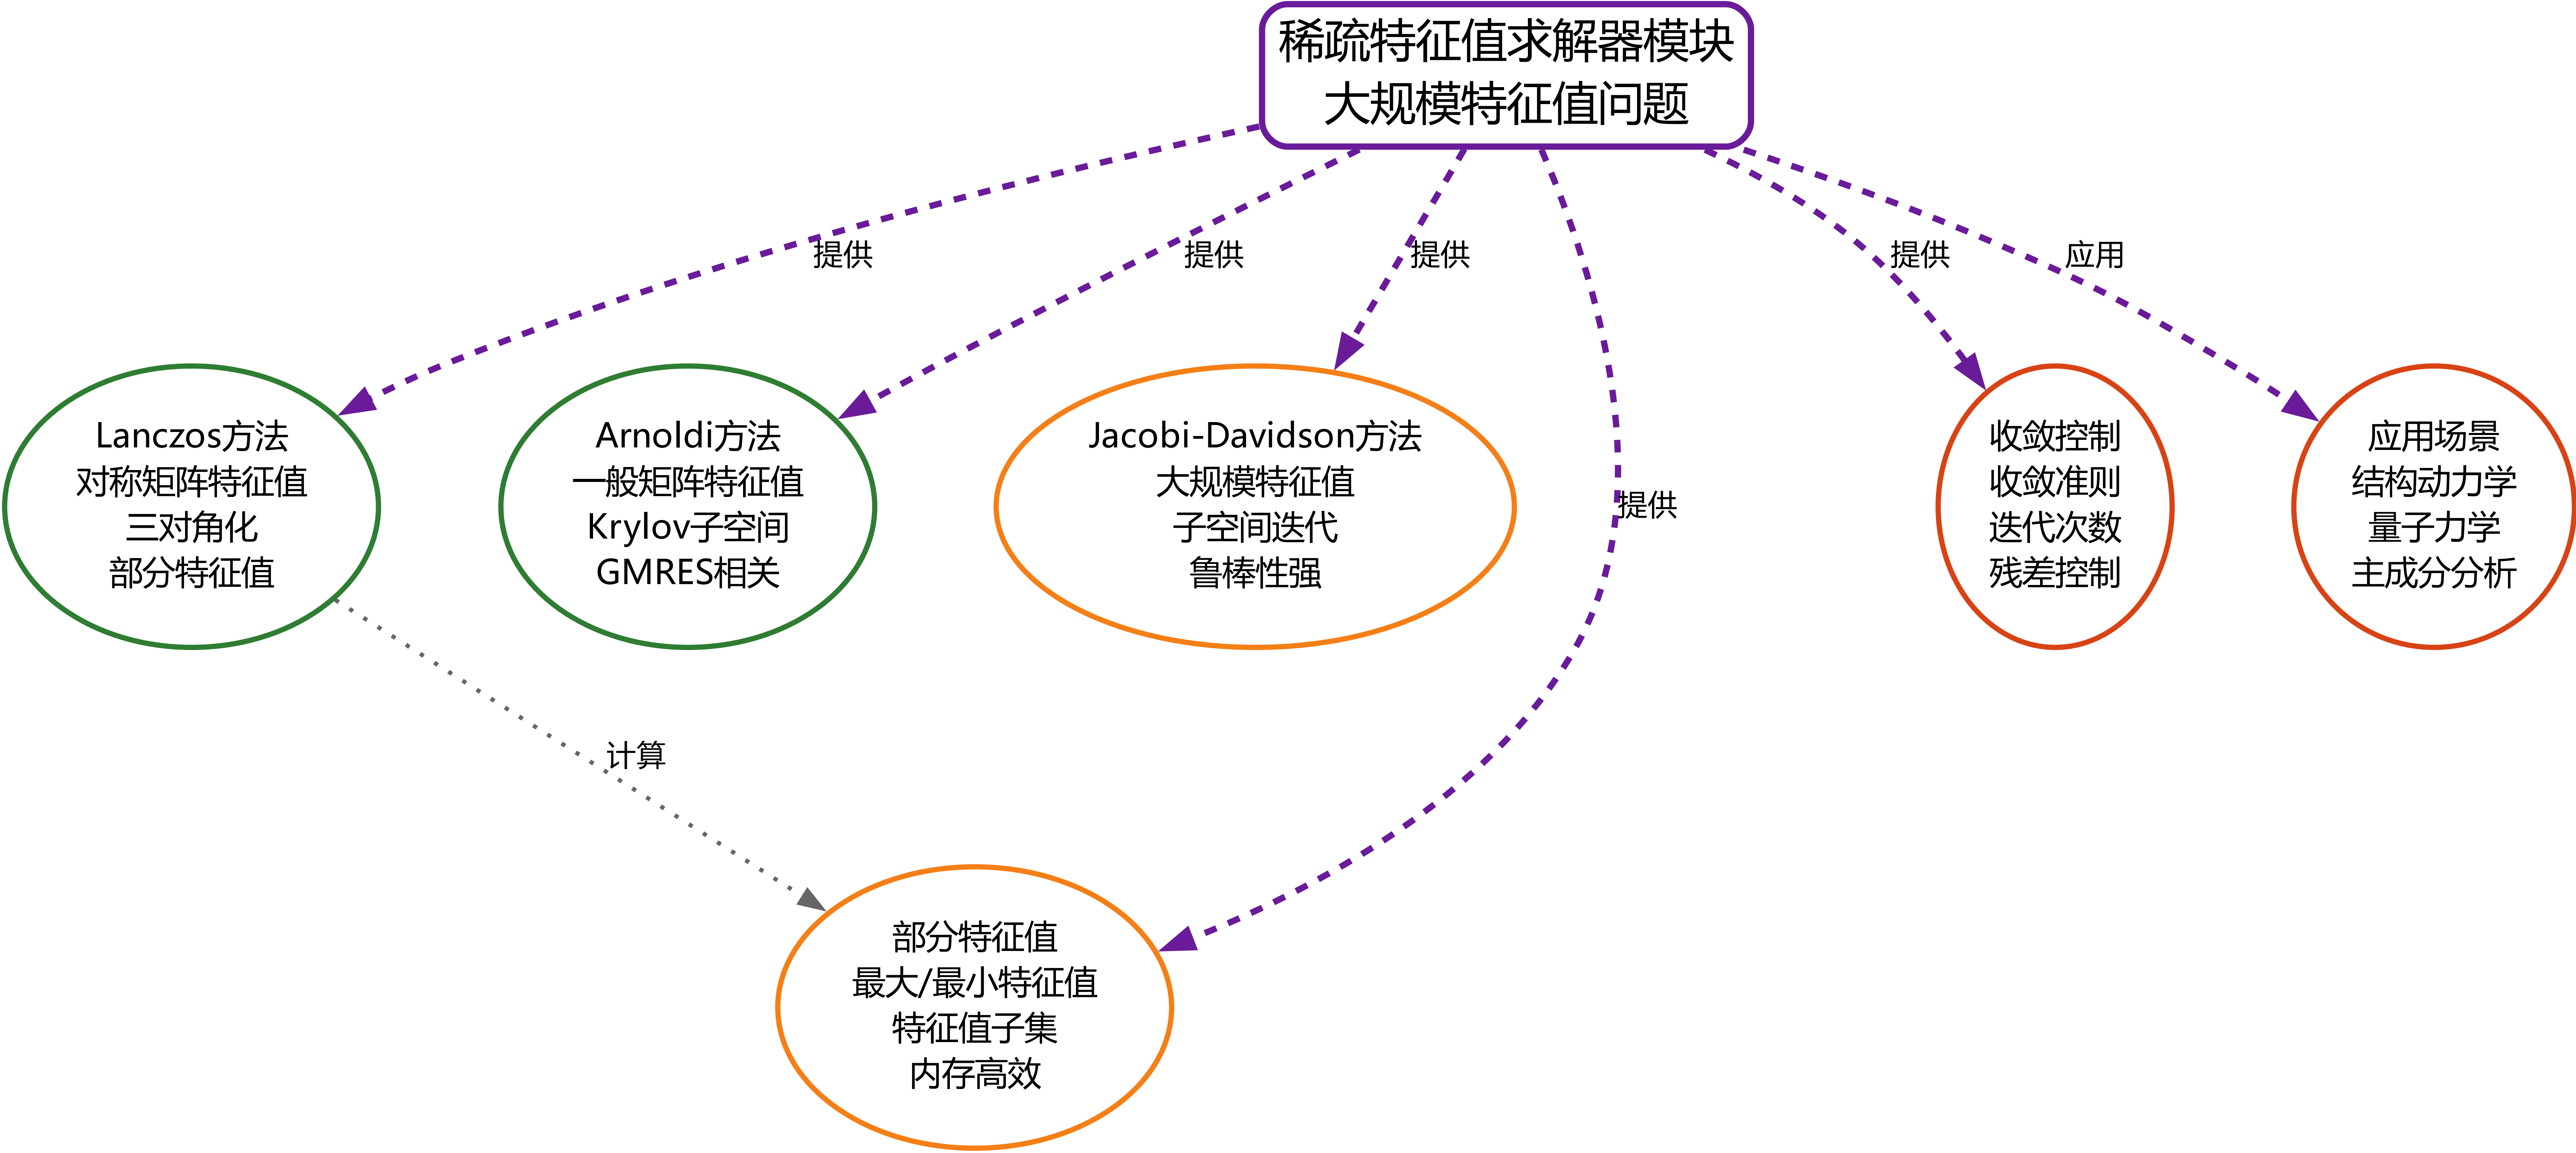 稀疏特征值求解器模块
大规模特征值问题
提供
提供
提供
提供
应用
Lanczos方法
对称矩阵特征值
三对角化
部分特征值
Arnoldi方法
一般矩阵特征值
Krylov子空间
GMRES相关
Jacobi-Davidson方法
大规模特征值
子空间迭代
鲁棒性强
提供
收敛控制
收敛准则
迭代次数
残差控制
应用场景
结构动力学
量子力学
主成分分析
计算
部分特征值
最大/最小特征值
特征值子集
内存高效